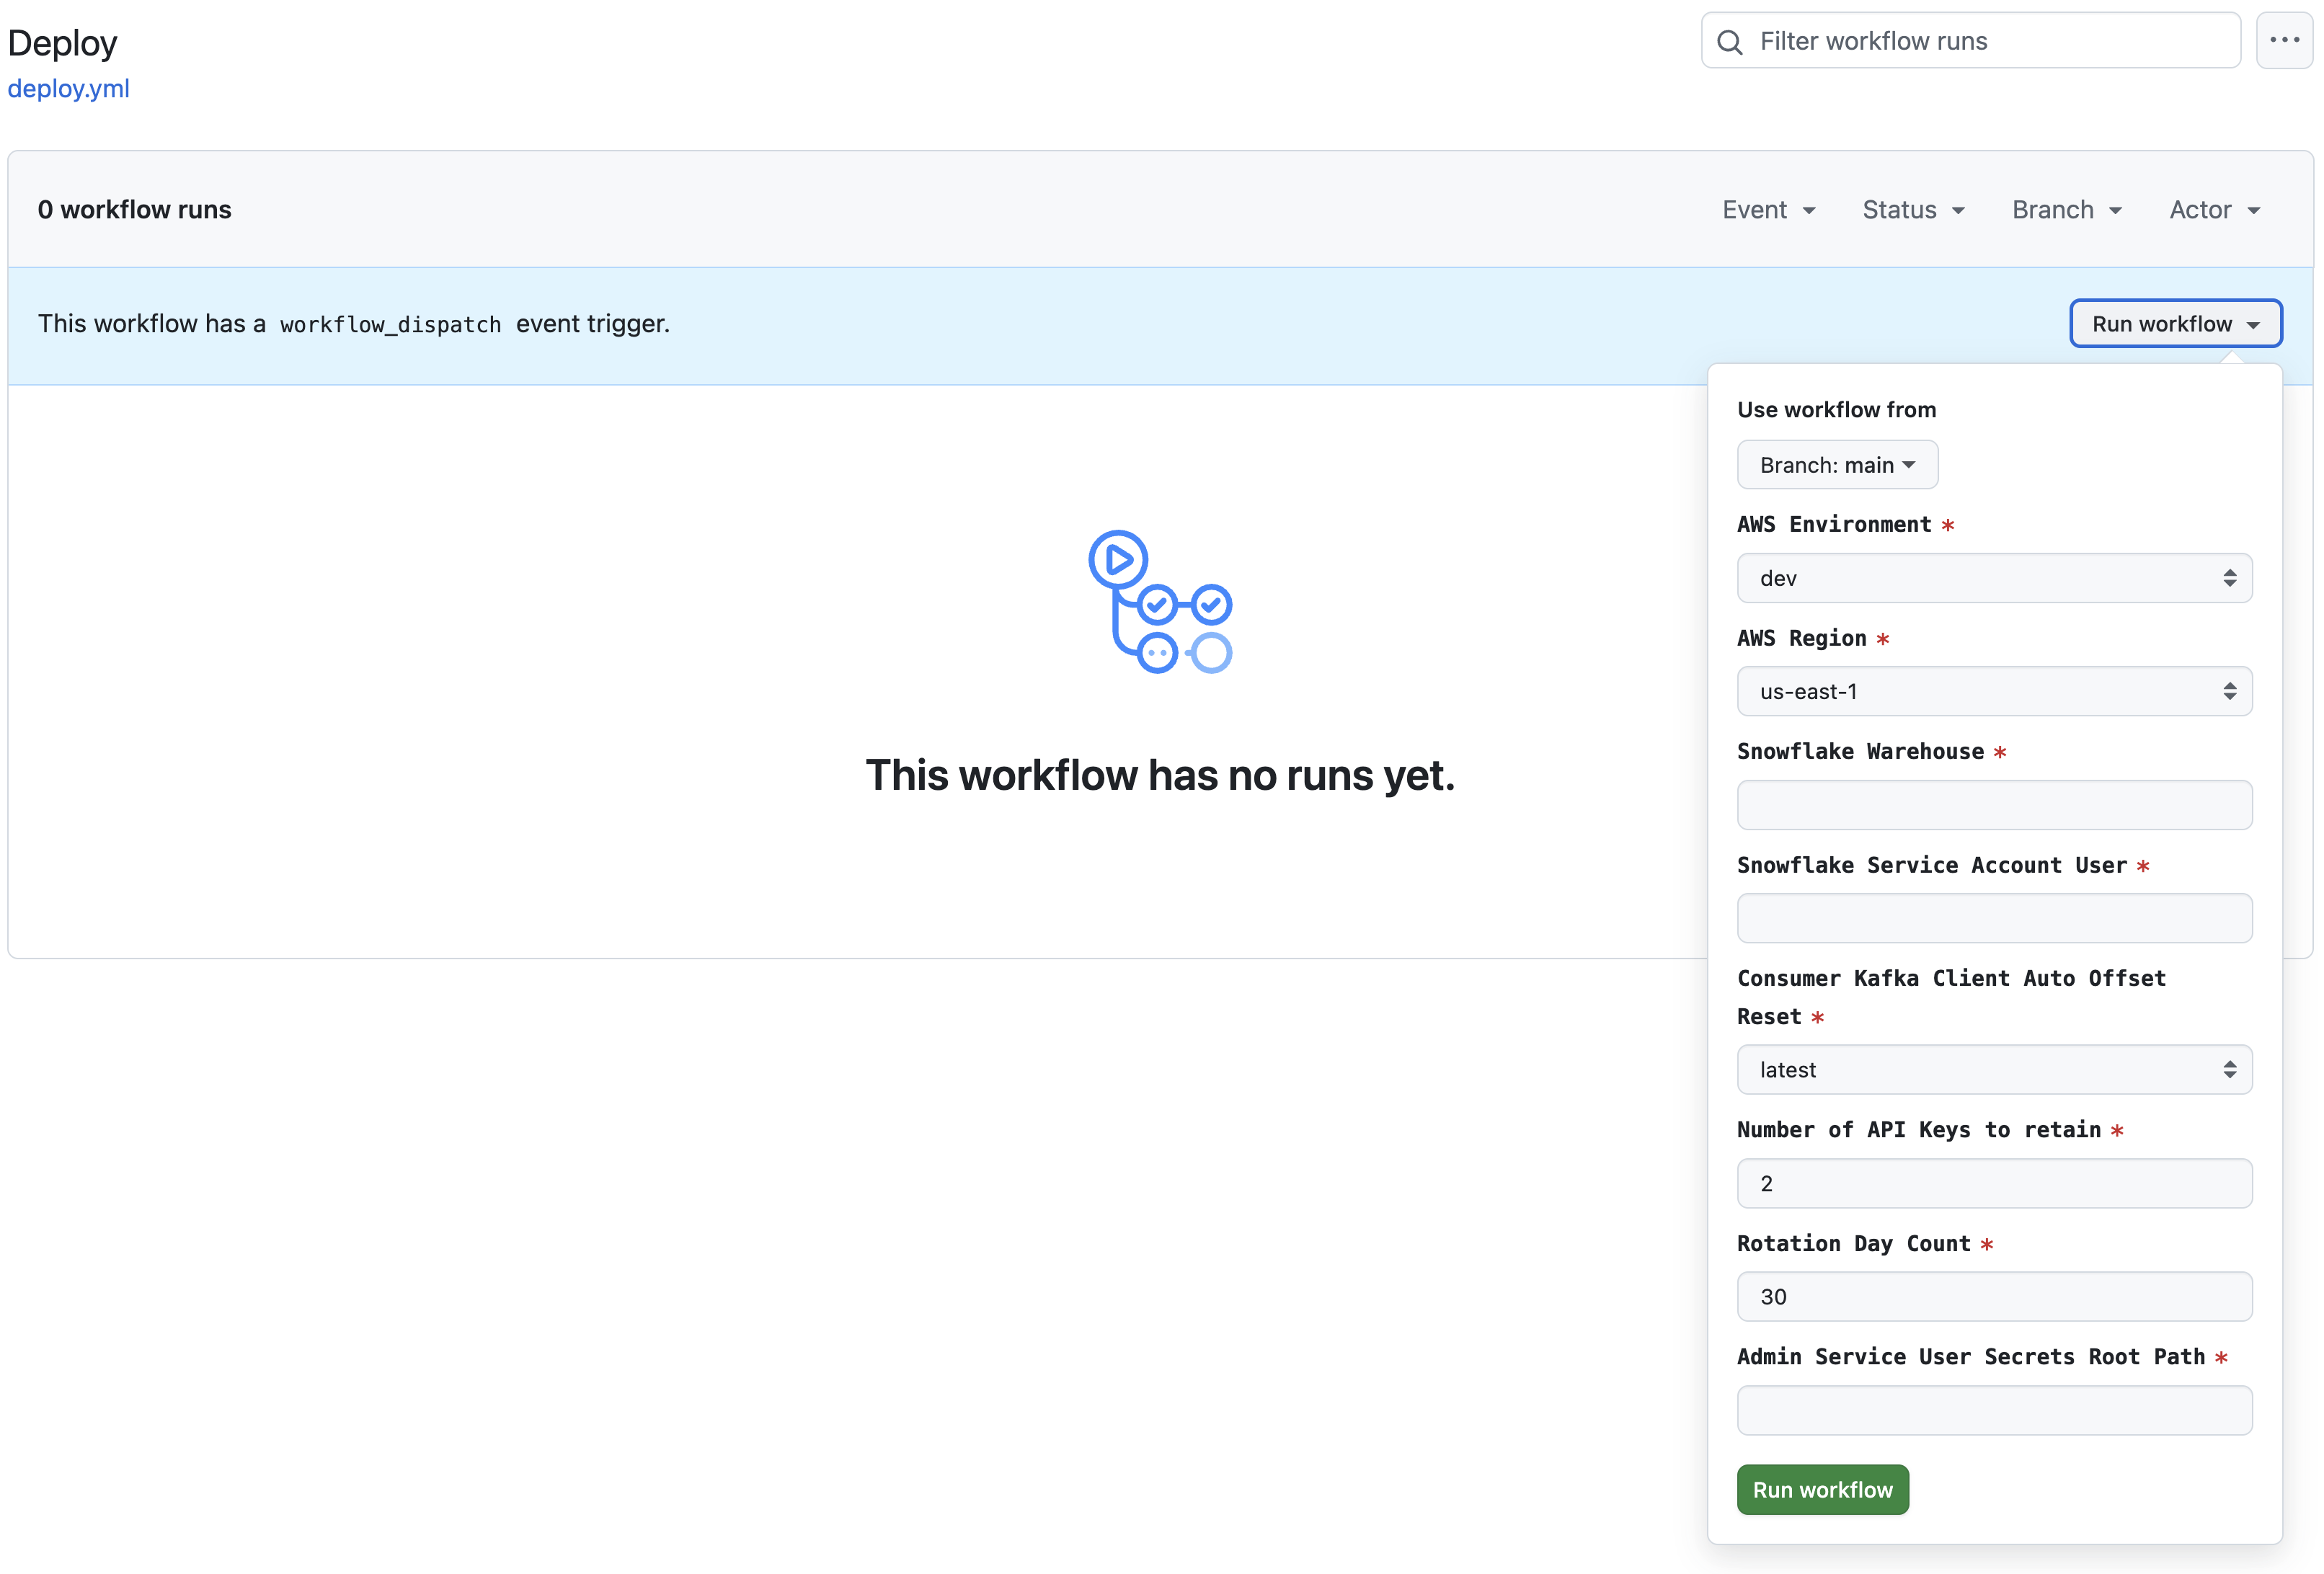 Deploy
deploy.yml
Filter workflow runs
0 workflow runs
Event
Status
Branch
Actor
This workflow has a workflow_dispatch event trigger.
Run workflow
This workflow has no runs yet.
Use workflow from
Branch: main
AWS Environment *
dev
AWS Region *
us-east-1
Snowflake Warehouse *
Snowflake Service Account User *
Consumer Kafka Client Auto Offset
Reset *
latest
Number of API Keys to retain *
2
Rotation Day Count *
30
Admin Service User Secrets Root Path *
Run workflow